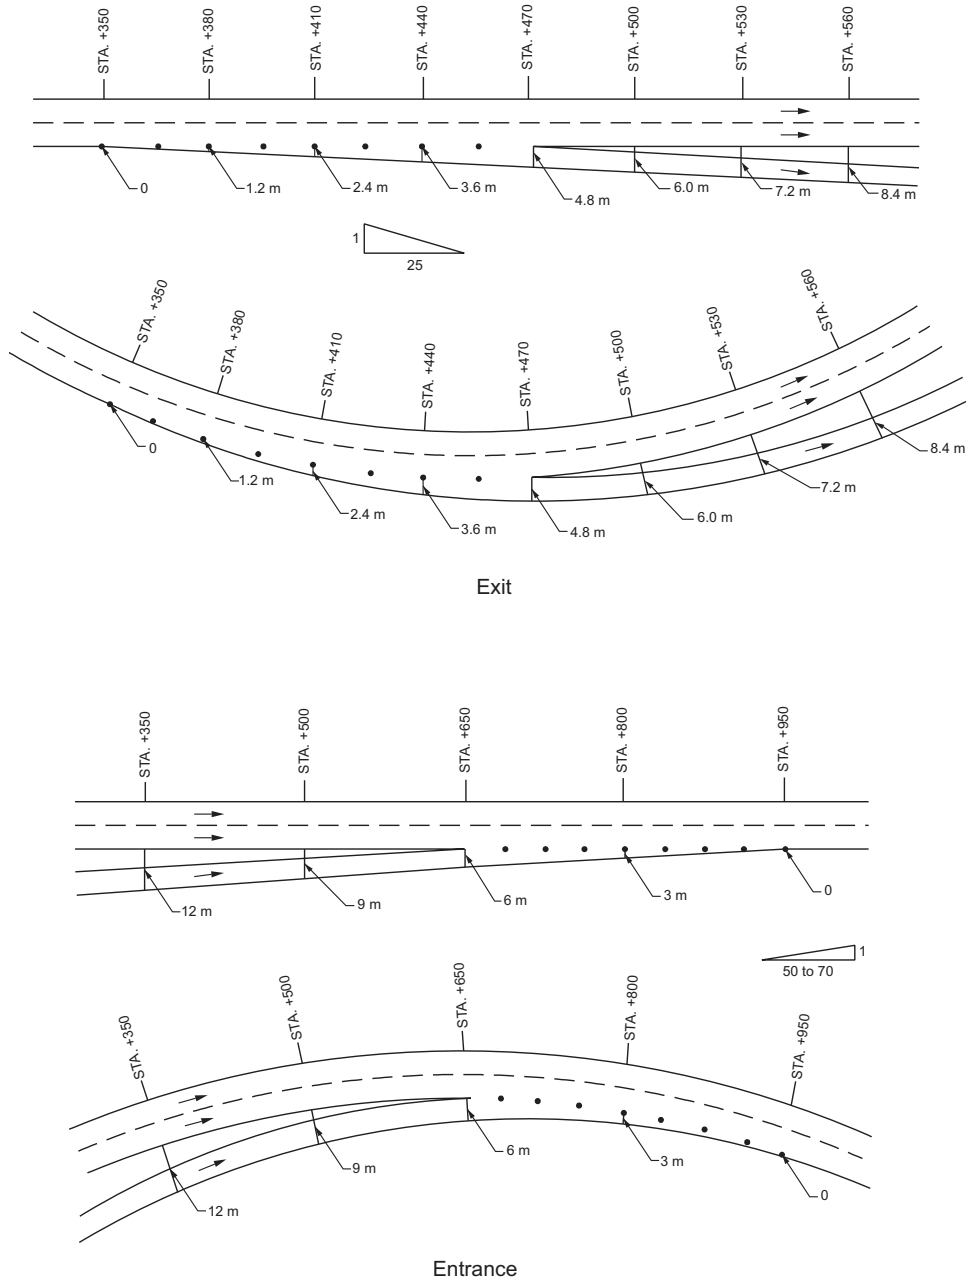 STA. +350
STA. +380
STA. +410
STA. +440
STA. +470
STA. +500
STA. +530
STA. +560
0
1.2 m
2.4 m
3.6 m
4.8 m
6.0 m
7.2 m
8.4 m
1
25
STA. +350
STA. +380
STA. +410
STA. +440
STA. +470
STA. +500
STA. +530
STA. +560
0
1.2 m
2.4 m
3.6 m
4.8 m
6.0 m
7.2 m
8.4 m
Exit
STA. +350
STA. +500
STA. +650
STA. +800
STA. +950
12 m
9 m
6 m
3 m
0
1
50 to 70
STA. +350
STA. +500
STA. +650
STA. +800
STA. +950
12 m
9 m
6 m
3 m
0
Entrance